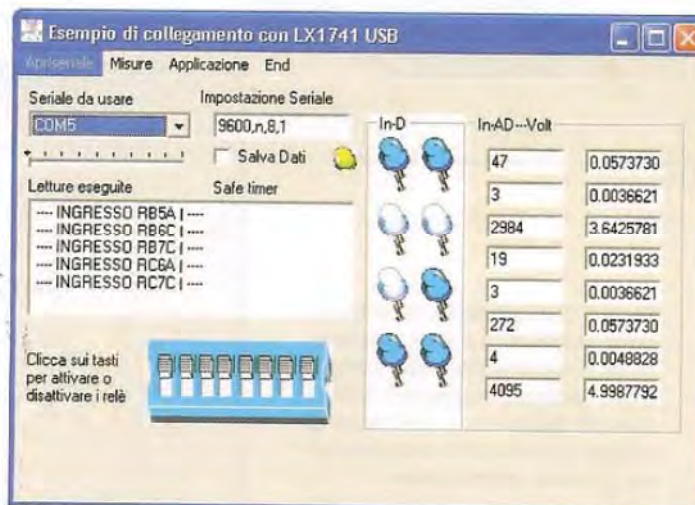 Esempio di collegamento con LX1741 USB
Apriseriale Misure Applicazione End
Seriale da usare
Impostazione Seriale
COM5
9600,n,8,1
Salva Dati
Letture eseguite
Safe timer
---- INGRESSO RB5A | ----
---- INGRESSO RB6C | ----
---- INGRESSO RB7C | ----
---- INGRESSO RC6A | ----
---- INGRESSO RC7C | ----
Clicca sui tasti
per attivare o
disattivare i relè
In-D
In-AD---Volt
47 0.0573730
3 0.0036621
2984 3.6425781
19 0.0231933
3 0.0036621
272 0.0573730
4 0.0048828
4095 4.9987792